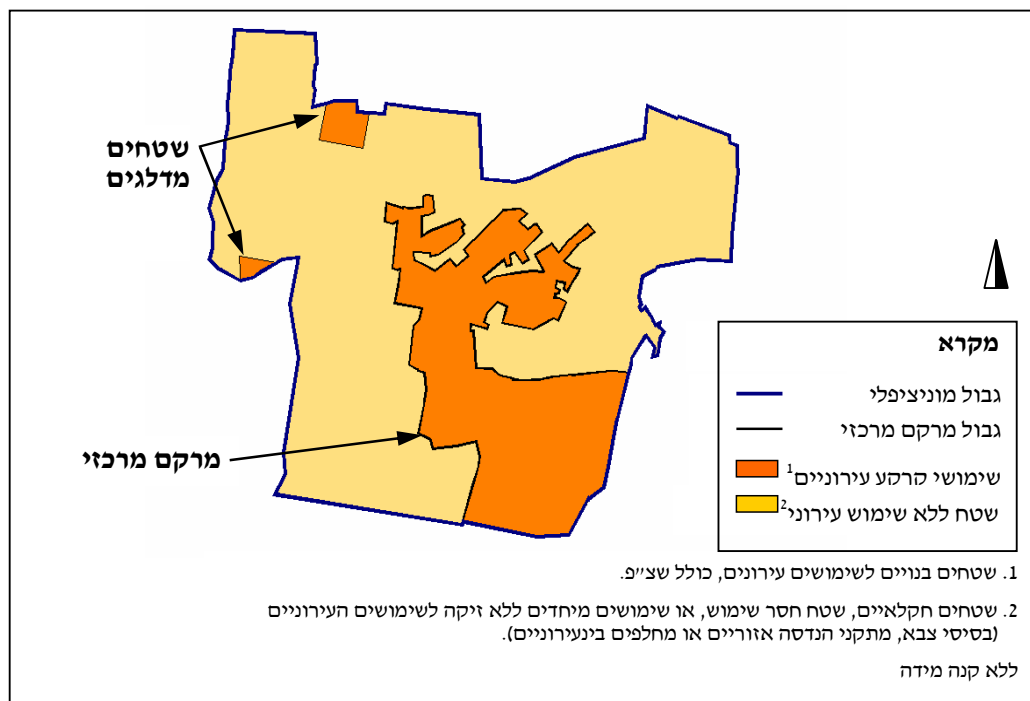 שטחים
מדלגים
מרקם מרכזי
מקרא
גבול מוניציפלי
גבול מרקם מרכזי
שימושי קרקע עירוניים¹
שטח ללא שימוש עירוני²
1. שטחים בנויים לשימושים עירונים, כולל שצ״פ.
2. שטחים חקלאיים, שטח חסר שימוש, או שימושים מיחדים ללא זיקה לשימושים העירוניים
(בסיסי צבא, מתקני הנדסה אזוריים או מחלפים בינעירוניים).
ללא קנה מידה